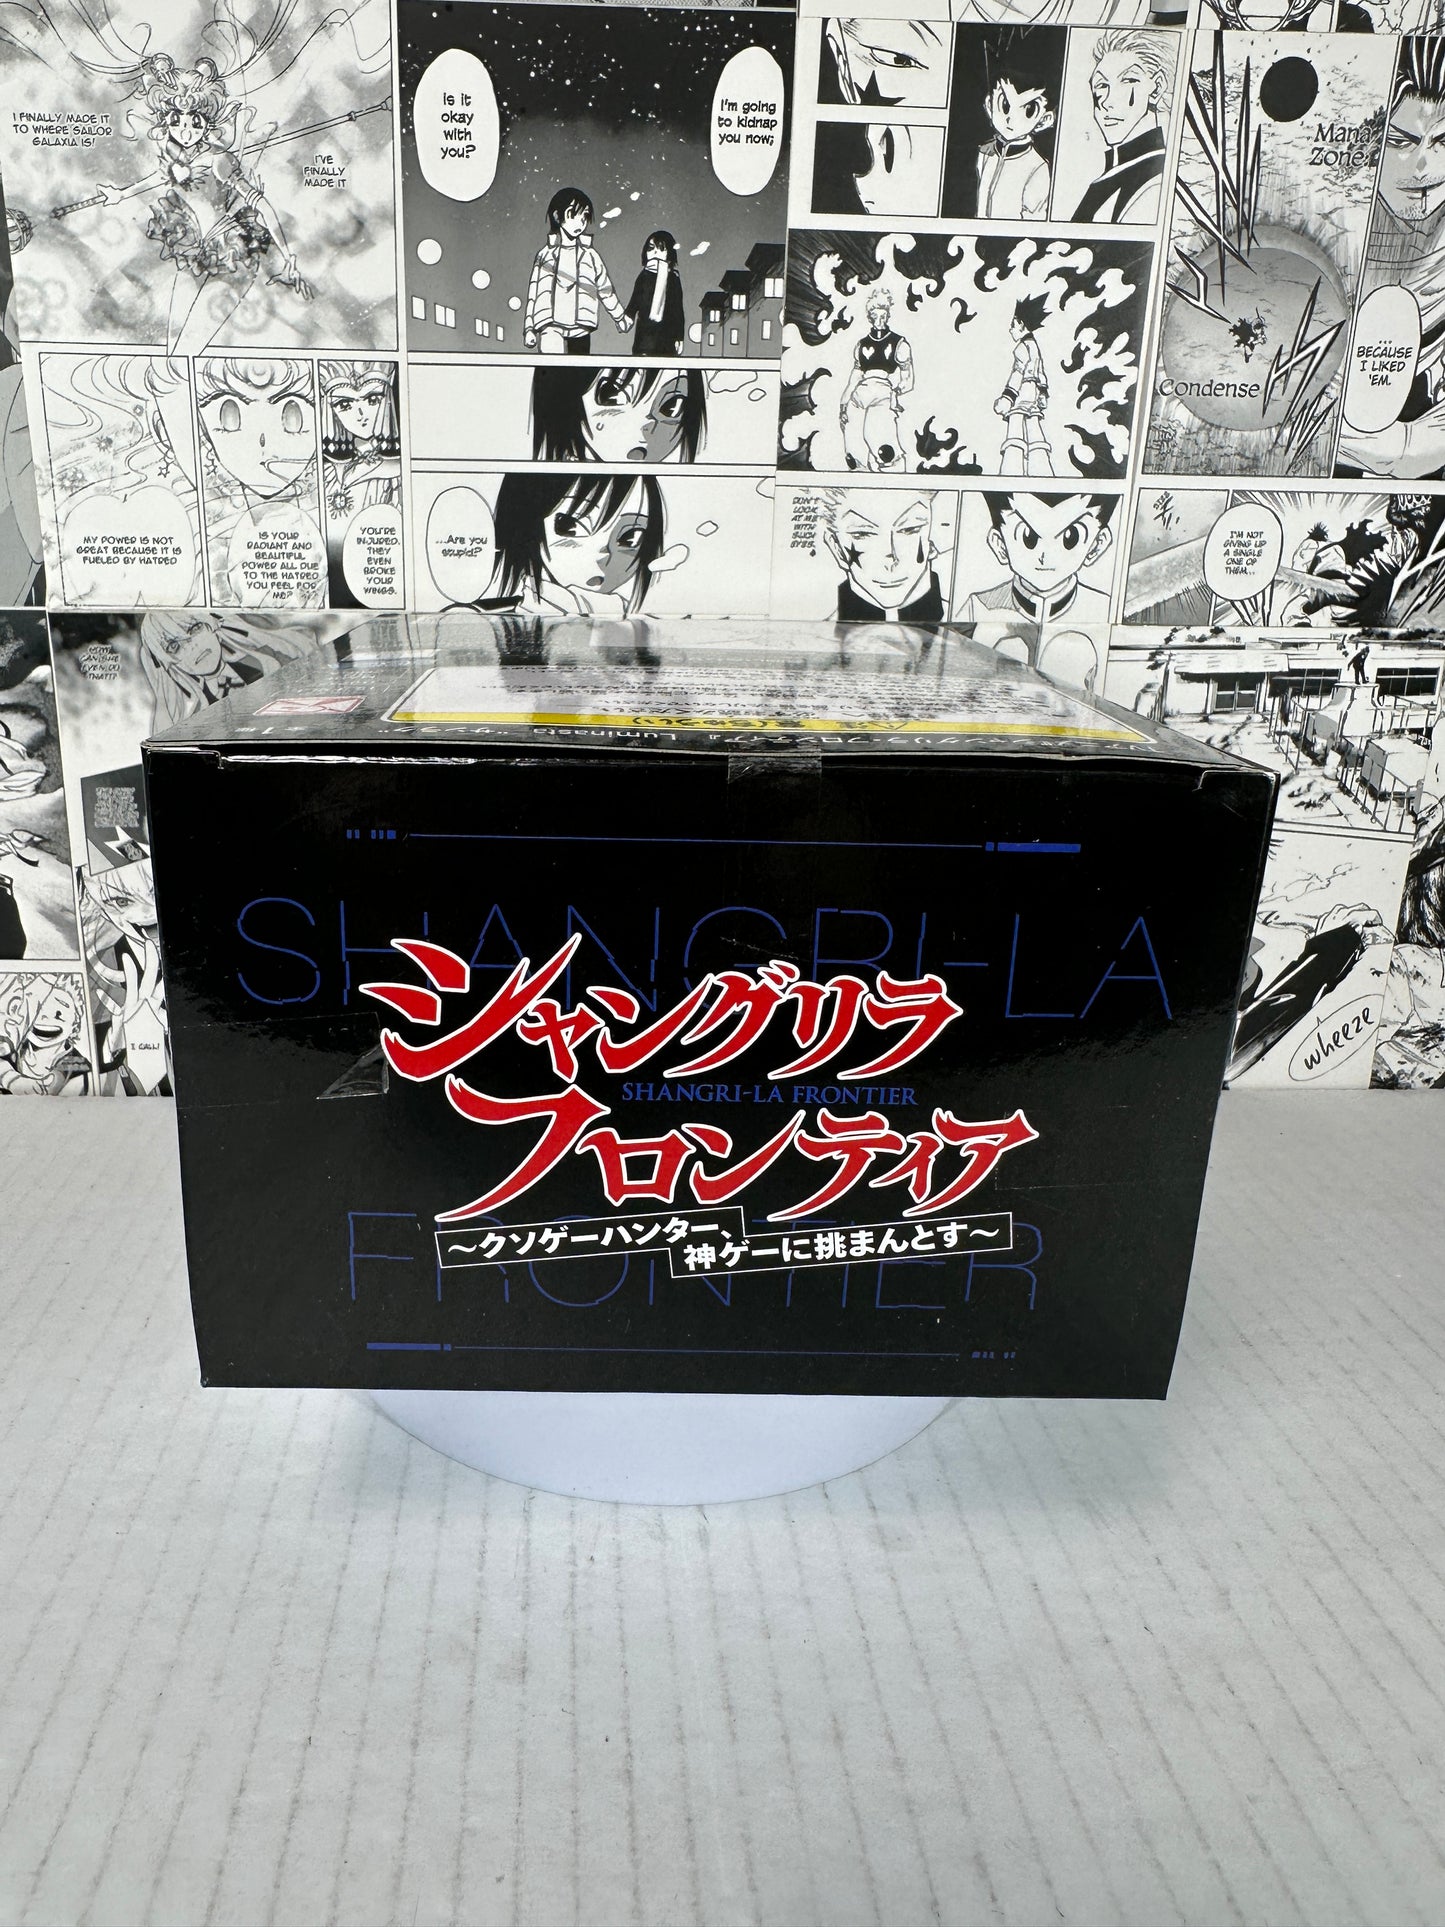 I FINALLY MADE IT
TO WHERE SAILOR
GALAXIA IS!
I'VE
FINALLY
MADE IT
Is it
okay
with
you?
I'm going
to kidnap
you now;
Mana
Zone:
Condense
...
BECAUSE
I LIKED
'EM.
MY POWER IS NOT
GREAT BECAUSE IT IS
FUELED BY HATRED
IS YOUR
RADIANT AND
BEAUTIFUL
POWER ALL DUE
TO THE HATRED
YOU FEEL FOR
ME?
YOU'RE
INJURED.
THEY
EVEN
BROKE
YOUR
WINGS.
...Are you
stupid?
DON'T
LOOK
AT ME
WITH
SUCH
EYES.
I'M NOT
GIVING UP
A SINGLE
ONE OF
THEM...
wheeze
Luminasta
SHANGRI-LA
シャングリラ
SHANGRI-LA FRONTIER
フロンティア
FRONTIER
～クソゲーハンター、
神ゲーに挑まんとす～